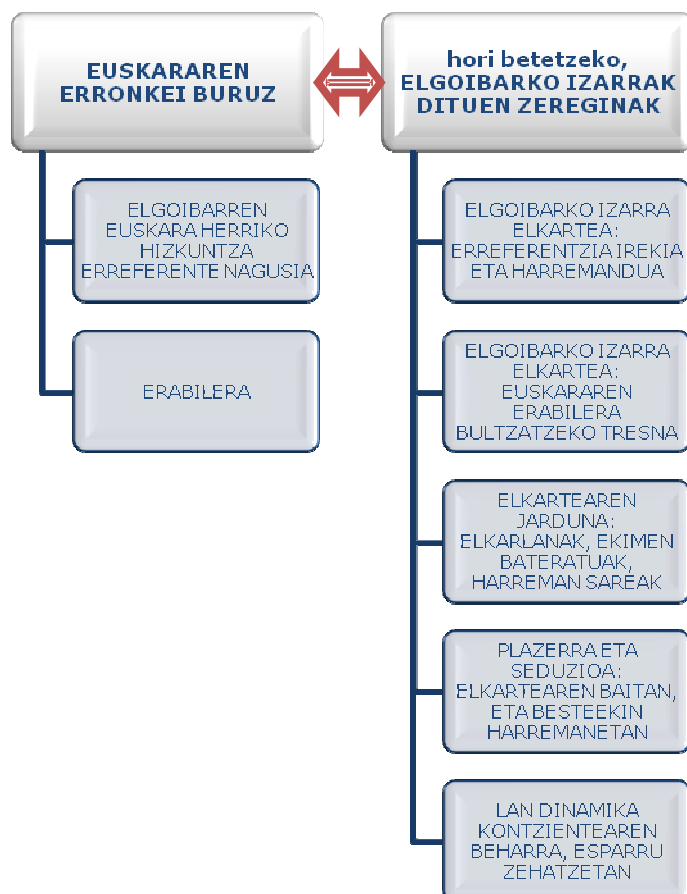 EUSKARAREN
ERRONKEI BURUZ
ELGOIBARREN
EUSKARA HERRIKO
HIZKUNTZA
ERREFERENTE NAGUSIA
ERABILERA
hori betetzeko,
ELGOIBARKO IZARRAK
DITUEN ZEREGINAK
ELGOIBARKO IZARRA
ELKARTEA:
ERREFERENTZIA IREKIA
ETA HARREMANDUA
ELGOIBARKO IZARRA
ELKARTEA:
EUSKARAREN
ERABILERA
BULTZATZEKO TRESNA
ELKARTEAREN
JARDUNA:
ELKARLANAK, EKIMEN
BATERATUAK,
HARREMAN SAREAK
PLAZERRA ETA
SEDUZIOA:
ELKARTEAREN BAITAN,
ETA BESTEEKIN
HARREMANETAN
LAN DINAMIKA
KONTZIENTEAREN
BEHARRA, ESPARRU
ZEHATZETAN